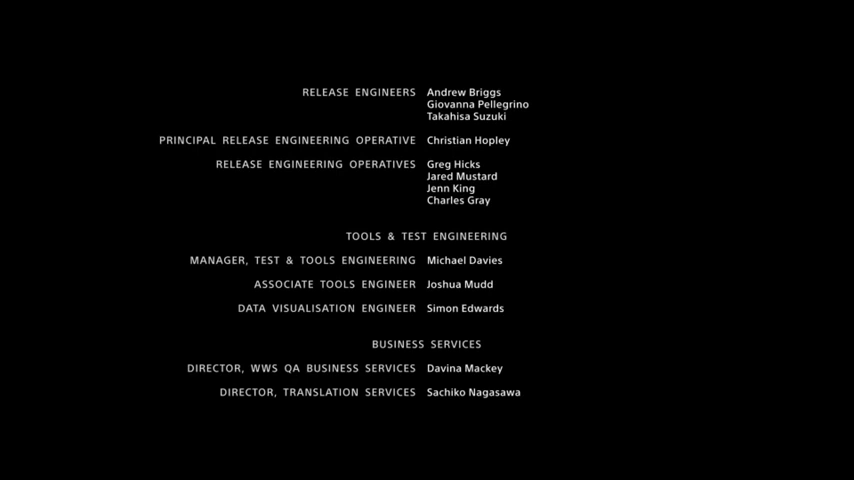 RELEASE ENGINEERS Andrew Briggs
Giovanna Pellegrino
Takahisa Suzuki
PRINCIPAL RELEASE ENGINEERING OPERATIVE Christian Hopley
RELEASE ENGINEERING OPERATIVES Greg Hicks
Jared Mustard
Jenn King
Charles Gray
TOOLS & TEST ENGINEERING
MANAGER, TEST & TOOLS ENGINEERING Michael Davies
ASSOCIATE TOOLS ENGINEER Joshua Mudd
DATA VISUALISATION ENGINEER Simon Edwards
BUSINESS SERVICES
DIRECTOR, WWS QA BUSINESS SERVICES Davina Mackey
DIRECTOR, TRANSLATION SERVICES Sachiko Nagasawa